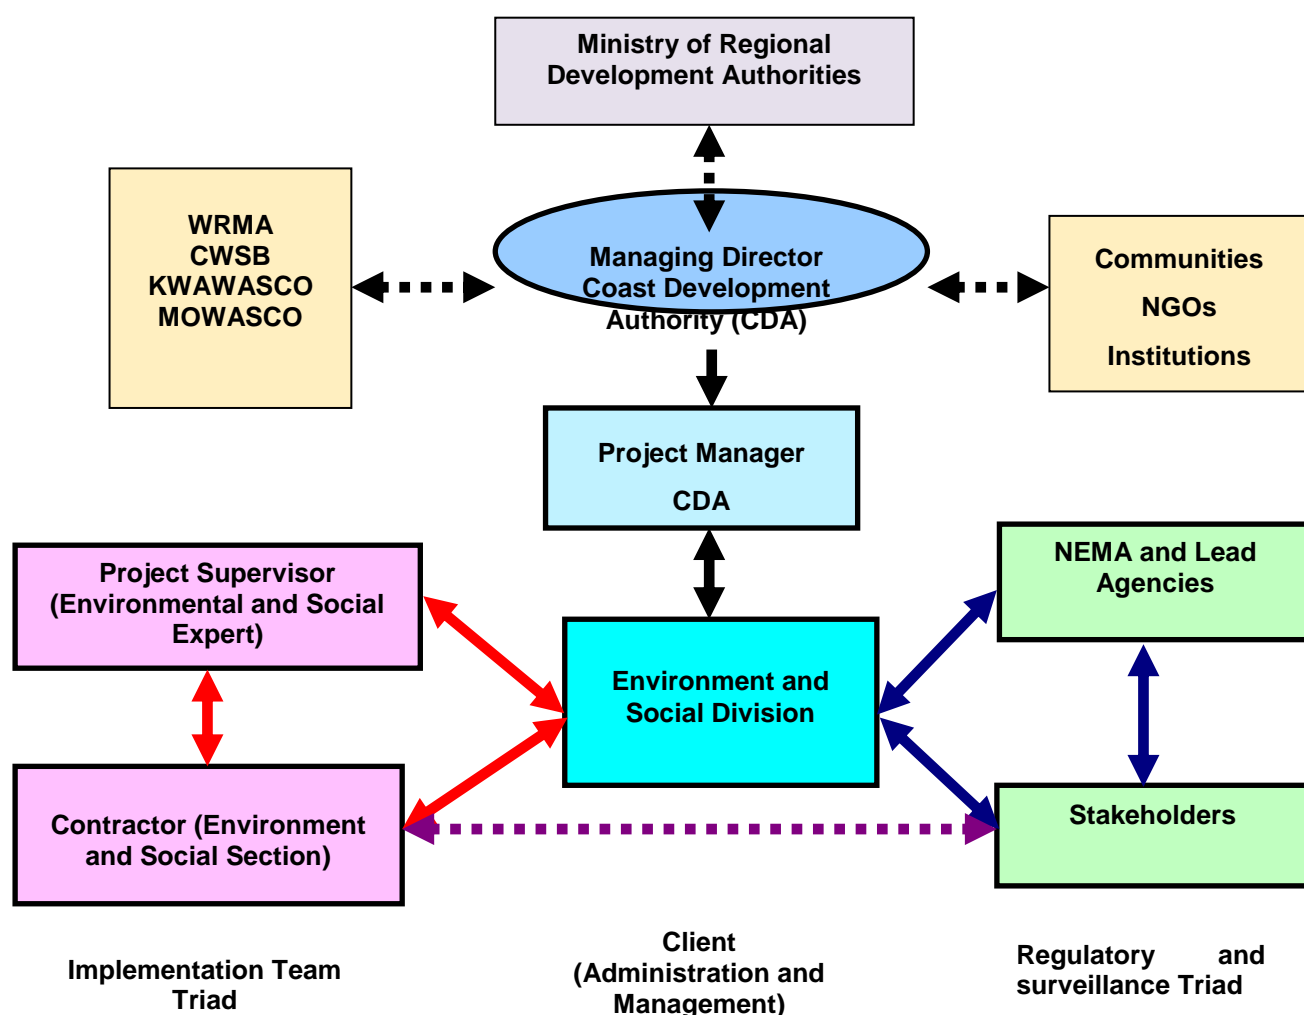 Ministry of Regional
Development Authorities
WRMA
CWSB
KWAWASCO
MOWASCO
Managing Director
Coast Development
Authority (CDA)
Communities
NGOs
Institutions
Project Manager
CDA
Project Supervisor
(Environmental and Social
Expert)
NEMA and Lead
Agencies
Environment and
Social Division
Contractor (Environment
and Social Section)
Stakeholders
Implementation Team
Triad
Client
(Administration and
Management)
Regulatory and
surveillance Triad